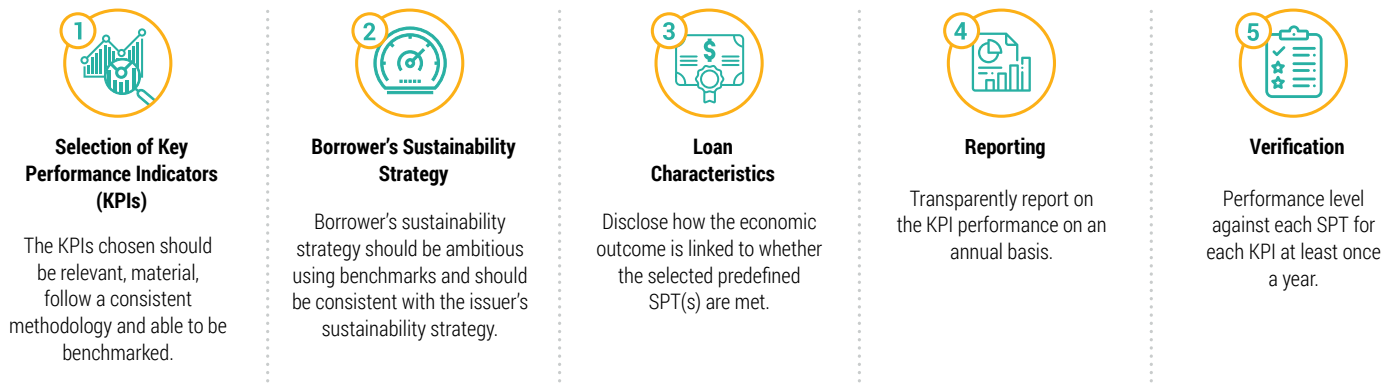 1
Selection of Key
Performance Indicators
(KPIs)
The KPIs chosen should
be relevant, material,
follow a consistent
methodology and able to be
benchmarked.
2
Borrower’s Sustainability
Strategy
Borrower’s sustainability
strategy should be ambitious
using benchmarks and should
be consistent with the issuer’s
sustainability strategy.
3
$
Loan
Characteristics
Disclose how the economic
outcome is linked to whether
the selected predefined
SPT(s) are met.
4
Reporting
Transparently report on
the KPI performance on an
annual basis.
5
Verification
Performance level
against each SPT for
each KPI at least once
a year.